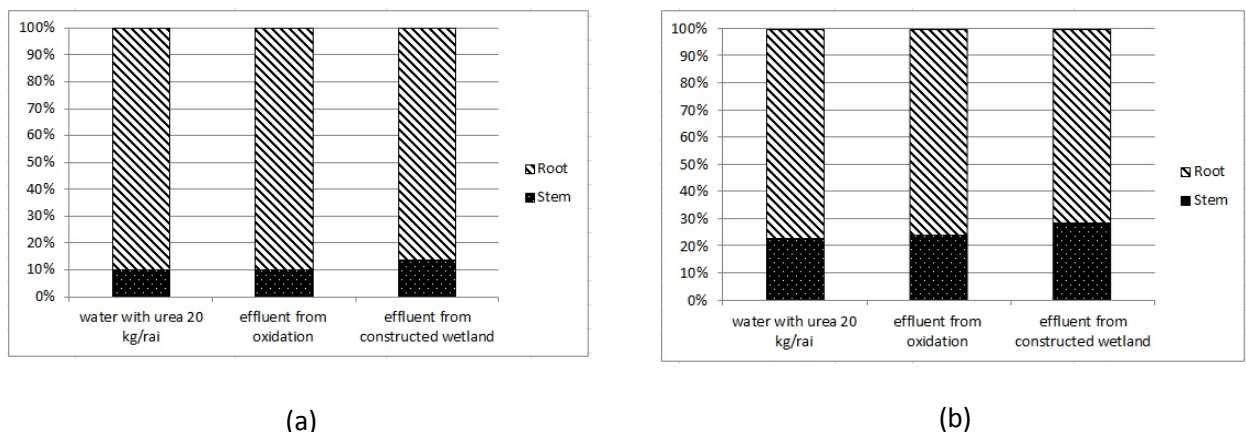 100%
90%
80%
70%
60%
50%
40%
30%
20%
10%
0%
water with urea 20
kg/rai
effluent from
oxidation
effluent from
constructed wetland
Root
Stem
(a)
100%
90%
80%
70%
60%
50%
40%
30%
20%
10%
0%
water with urea 20
kg/rai
effluent from
oxidation
effluent from
constructed wetland
Root
Stem
(b)